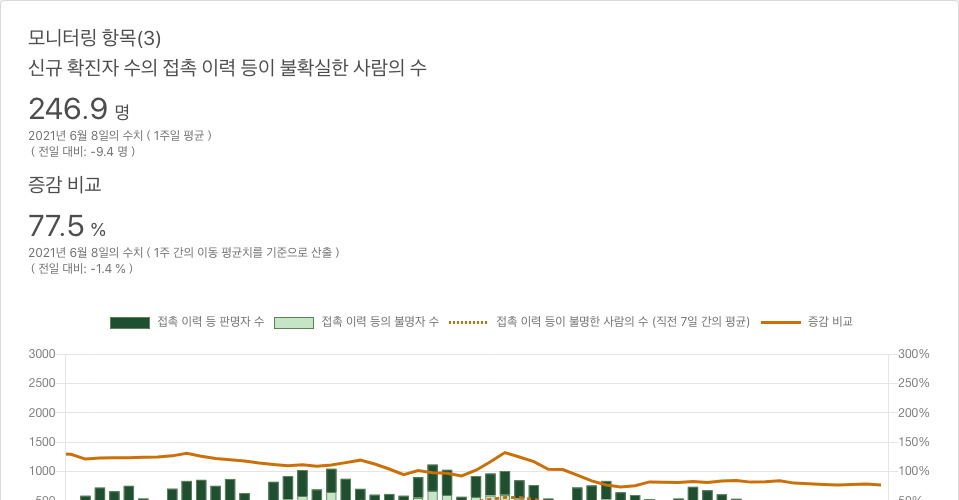 모니터링 항목(3)
신규 확진자 수의 접촉 이력 등이 불확실한 사람의 수
246.9 명
2021년 6월 8일의 수치 ( 1주일 평균 )
( 전일 대비: -9.4 명 )
증감 비교
77.5 %
2021년 6월 8일의 수치 ( 1주 간의 이동 평균치를 기준으로 산출 )
( 전일 대비: -1.4 % )
접촉 이력 등 판명자 수 접촉 이력 등의 불명자 수 접촉 이력 등이 불명한 사람의 수 (직전 7일 간의 평균) 증감 비교
3000 300%
2500 250%
2000 200%
1500 150%
1000 100%
500 50%